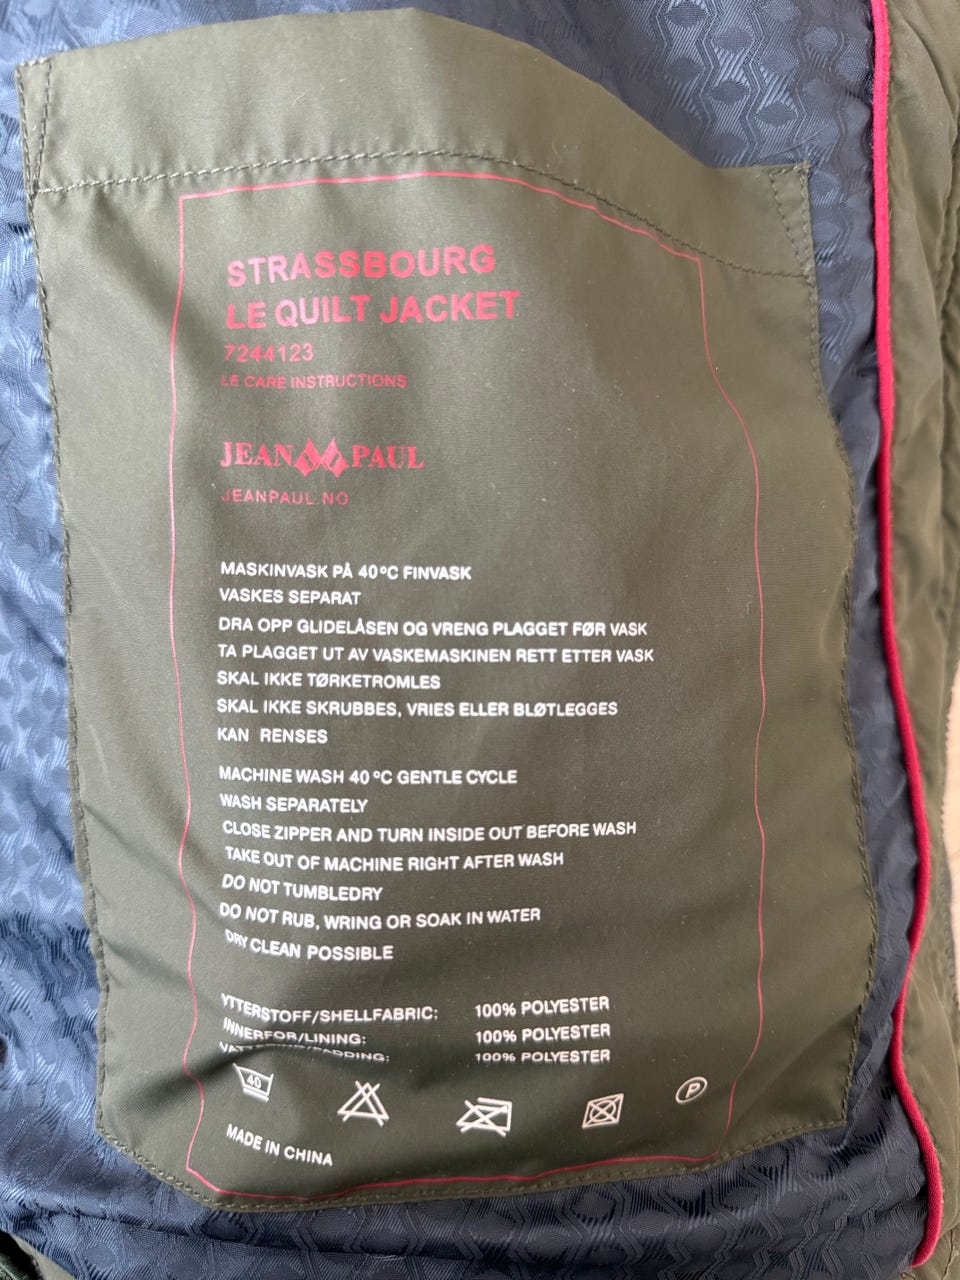 STRASSBOURG
LE QUILT JACKET
7244123
LE CARE INSTRUCTIONS
JEAN PAUL
JEANPAUL.NO
MASKINVASK PÅ 40ºC FINVASK
VASKES SEPARAT
DRA OPP GLIDELÅSEN OG VRENG PLAGGET FØR VASK
TA PLAGGET UT AV VASKEMASKINEN RETT ETTER VASK
SKAL IKKE TØRKETROMLES
SKAL IKKE SKRUBBES, VRIES ELLER BLØTLEGGES
KAN RENSES
MACHINE WASH 40ºC GENTLE CYCLE
WASH SEPARATELY
CLOSE ZIPPER AND TURN INSIDE OUT BEFORE WASH
TAKE OUT OF MACHINE RIGHT AFTER WASH
DO NOT TUMBLEDRY
DO NOT RUB, WRING OR SOAK IN WATER
DRY CLEAN POSSIBLE
YTTERSTOFF/SHELLFABRIC: 100% POLYESTER
INNERFOR/LINING: 100% POLYESTER
100% POLYESTER
40 P
MADE IN CHINA